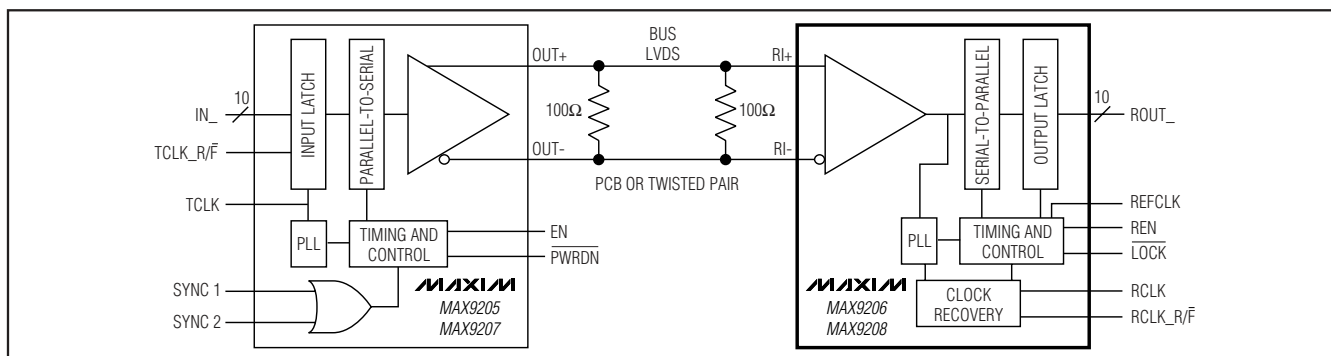 BUS
LVDS
OUT+
RI+
10
IN_
INPUT LATCH
PARALLEL-TO-SERIAL
100Ω
100Ω
SERIAL-TO-PARALLEL
OUTPUT LATCH
10
ROUT_
TCLK_R/F̅
OUT-
RI-
PCB OR TWISTED PAIR
TCLK
PLL
TIMING AND
CONTROL
EN
P̅W̅R̅D̅N̅
PLL
TIMING AND
CONTROL
REFCLK
REN
L̅O̅C̅K̅
SYNC 1
SYNC 2
MAXIM
MAX9205
MAX9207
MAXIM
MAX9206
MAX9208
CLOCK
RECOVERY
RCLK
RCLK_R/F̅